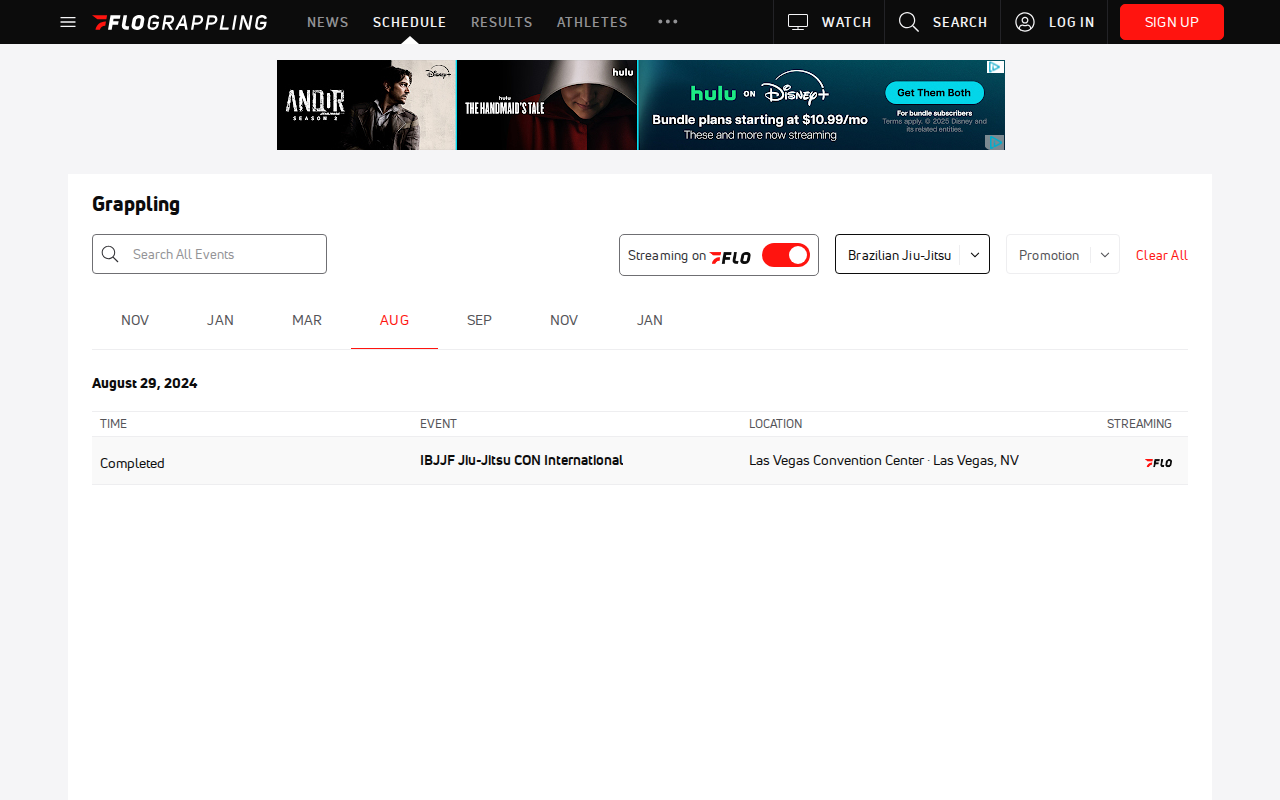 FLOGRAPPLING NEWS SCHEDULE RESULTS ATHLETES WATCH SEARCH LOG IN SIGN UP
ANDOR SEASON 2 Disney+
hulu THE HANDMAID'S TALE hulu
hulu ON Disney+
Bundle plans starting at $10.99/mo
These and more now streaming
Get Them Both
For bundle subscribers
Terms apply. © 2025 Disney and
its related entities.
Grappling
Search All Events Streaming on FLO Brazilian Jiu-Jitsu Promotion Clear All
NOV JAN MAR AUG SEP NOV JAN
August 29, 2024
TIME EVENT LOCATION STREAMING
Completed IBJJF Jiu-Jitsu CON International Las Vegas Convention Center · Las Vegas, NV FLO